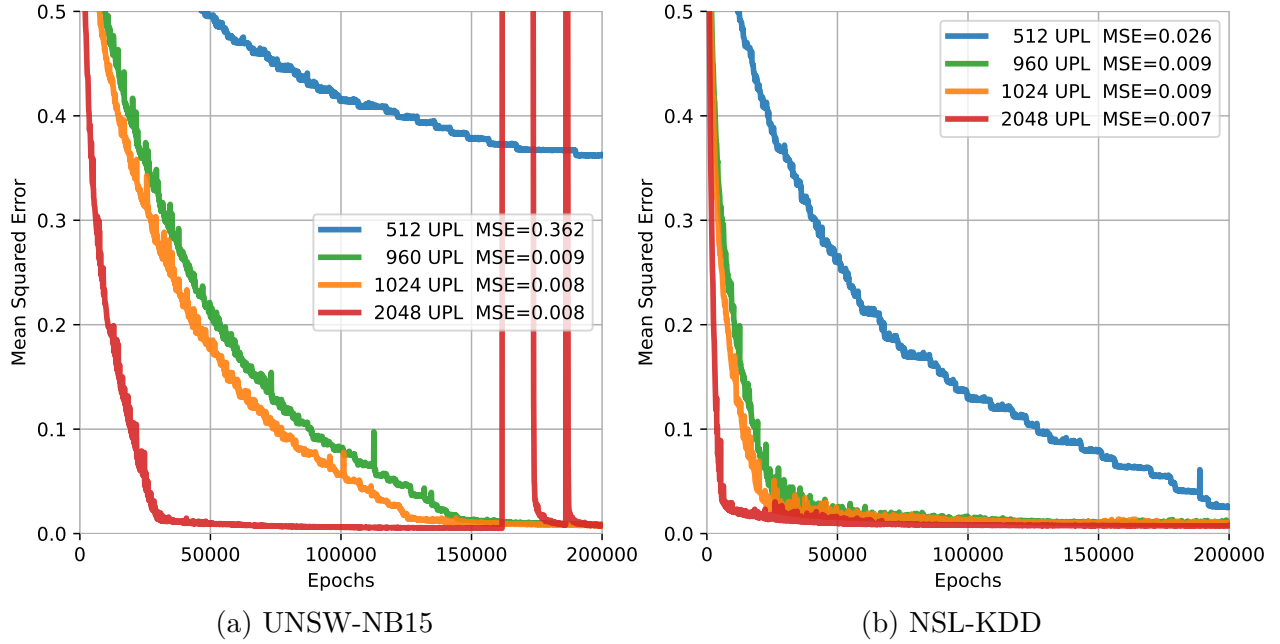 0.5
0.4
0.3
0.2
0.1
0.0
Mean Squared Error
512 UPL MSE=0.362
960 UPL MSE=0.009
1024 UPL MSE=0.008
2048 UPL MSE=0.008
0
50000
100000
150000
200000
Epochs
(a) UNSW-NB15
0.5
0.4
0.3
0.2
0.1
0.0
Mean Squared Error
512 UPL MSE=0.026
960 UPL MSE=0.009
1024 UPL MSE=0.009
2048 UPL MSE=0.007
0
50000
100000
150000
200000
Epochs
(b) NSL-KDD